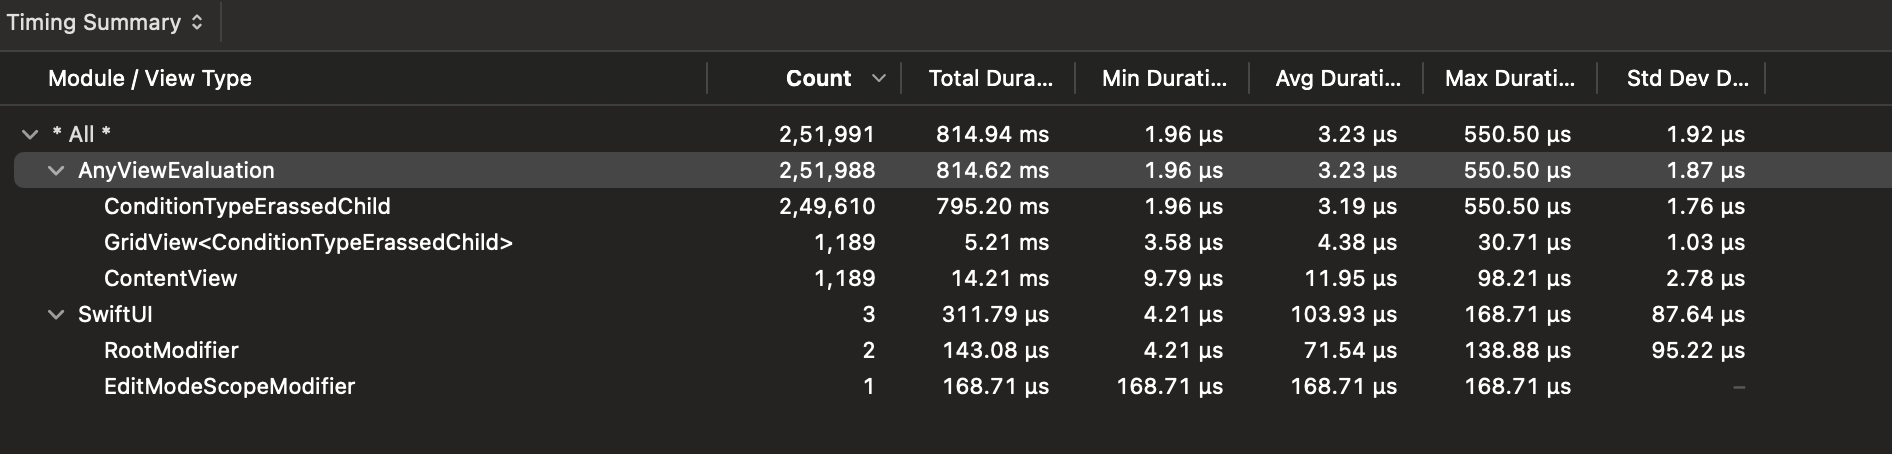 Timing Summary
Module / View Type Count Total Dura... Min Durati... Avg Durati... Max Durati... Std Dev D...
* All * 2,51,991 814.94 ms 1.96 µs 3.23 µs 550.50 µs 1.92 µs
AnyViewEvaluation 2,51,988 814.62 ms 1.96 µs 3.23 µs 550.50 µs 1.87 µs
ConditionTypeErassedChild 2,49,610 795.20 ms 1.96 µs 3.19 µs 550.50 µs 1.76 µs
GridView<ConditionTypeErassedChild> 1,189 5.21 ms 3.58 µs 4.38 µs 30.71 µs 1.03 µs
ContentView 1,189 14.21 ms 9.79 µs 11.95 µs 98.21 µs 2.78 µs
SwiftUI 3 311.79 µs 4.21 µs 103.93 µs 168.71 µs 87.64 µs
RootModifier 2 143.08 µs 4.21 µs 71.54 µs 138.88 µs 95.22 µs
EditModeScopeModifier 1 168.71 µs 168.71 µs 168.71 µs 168.71 µs –